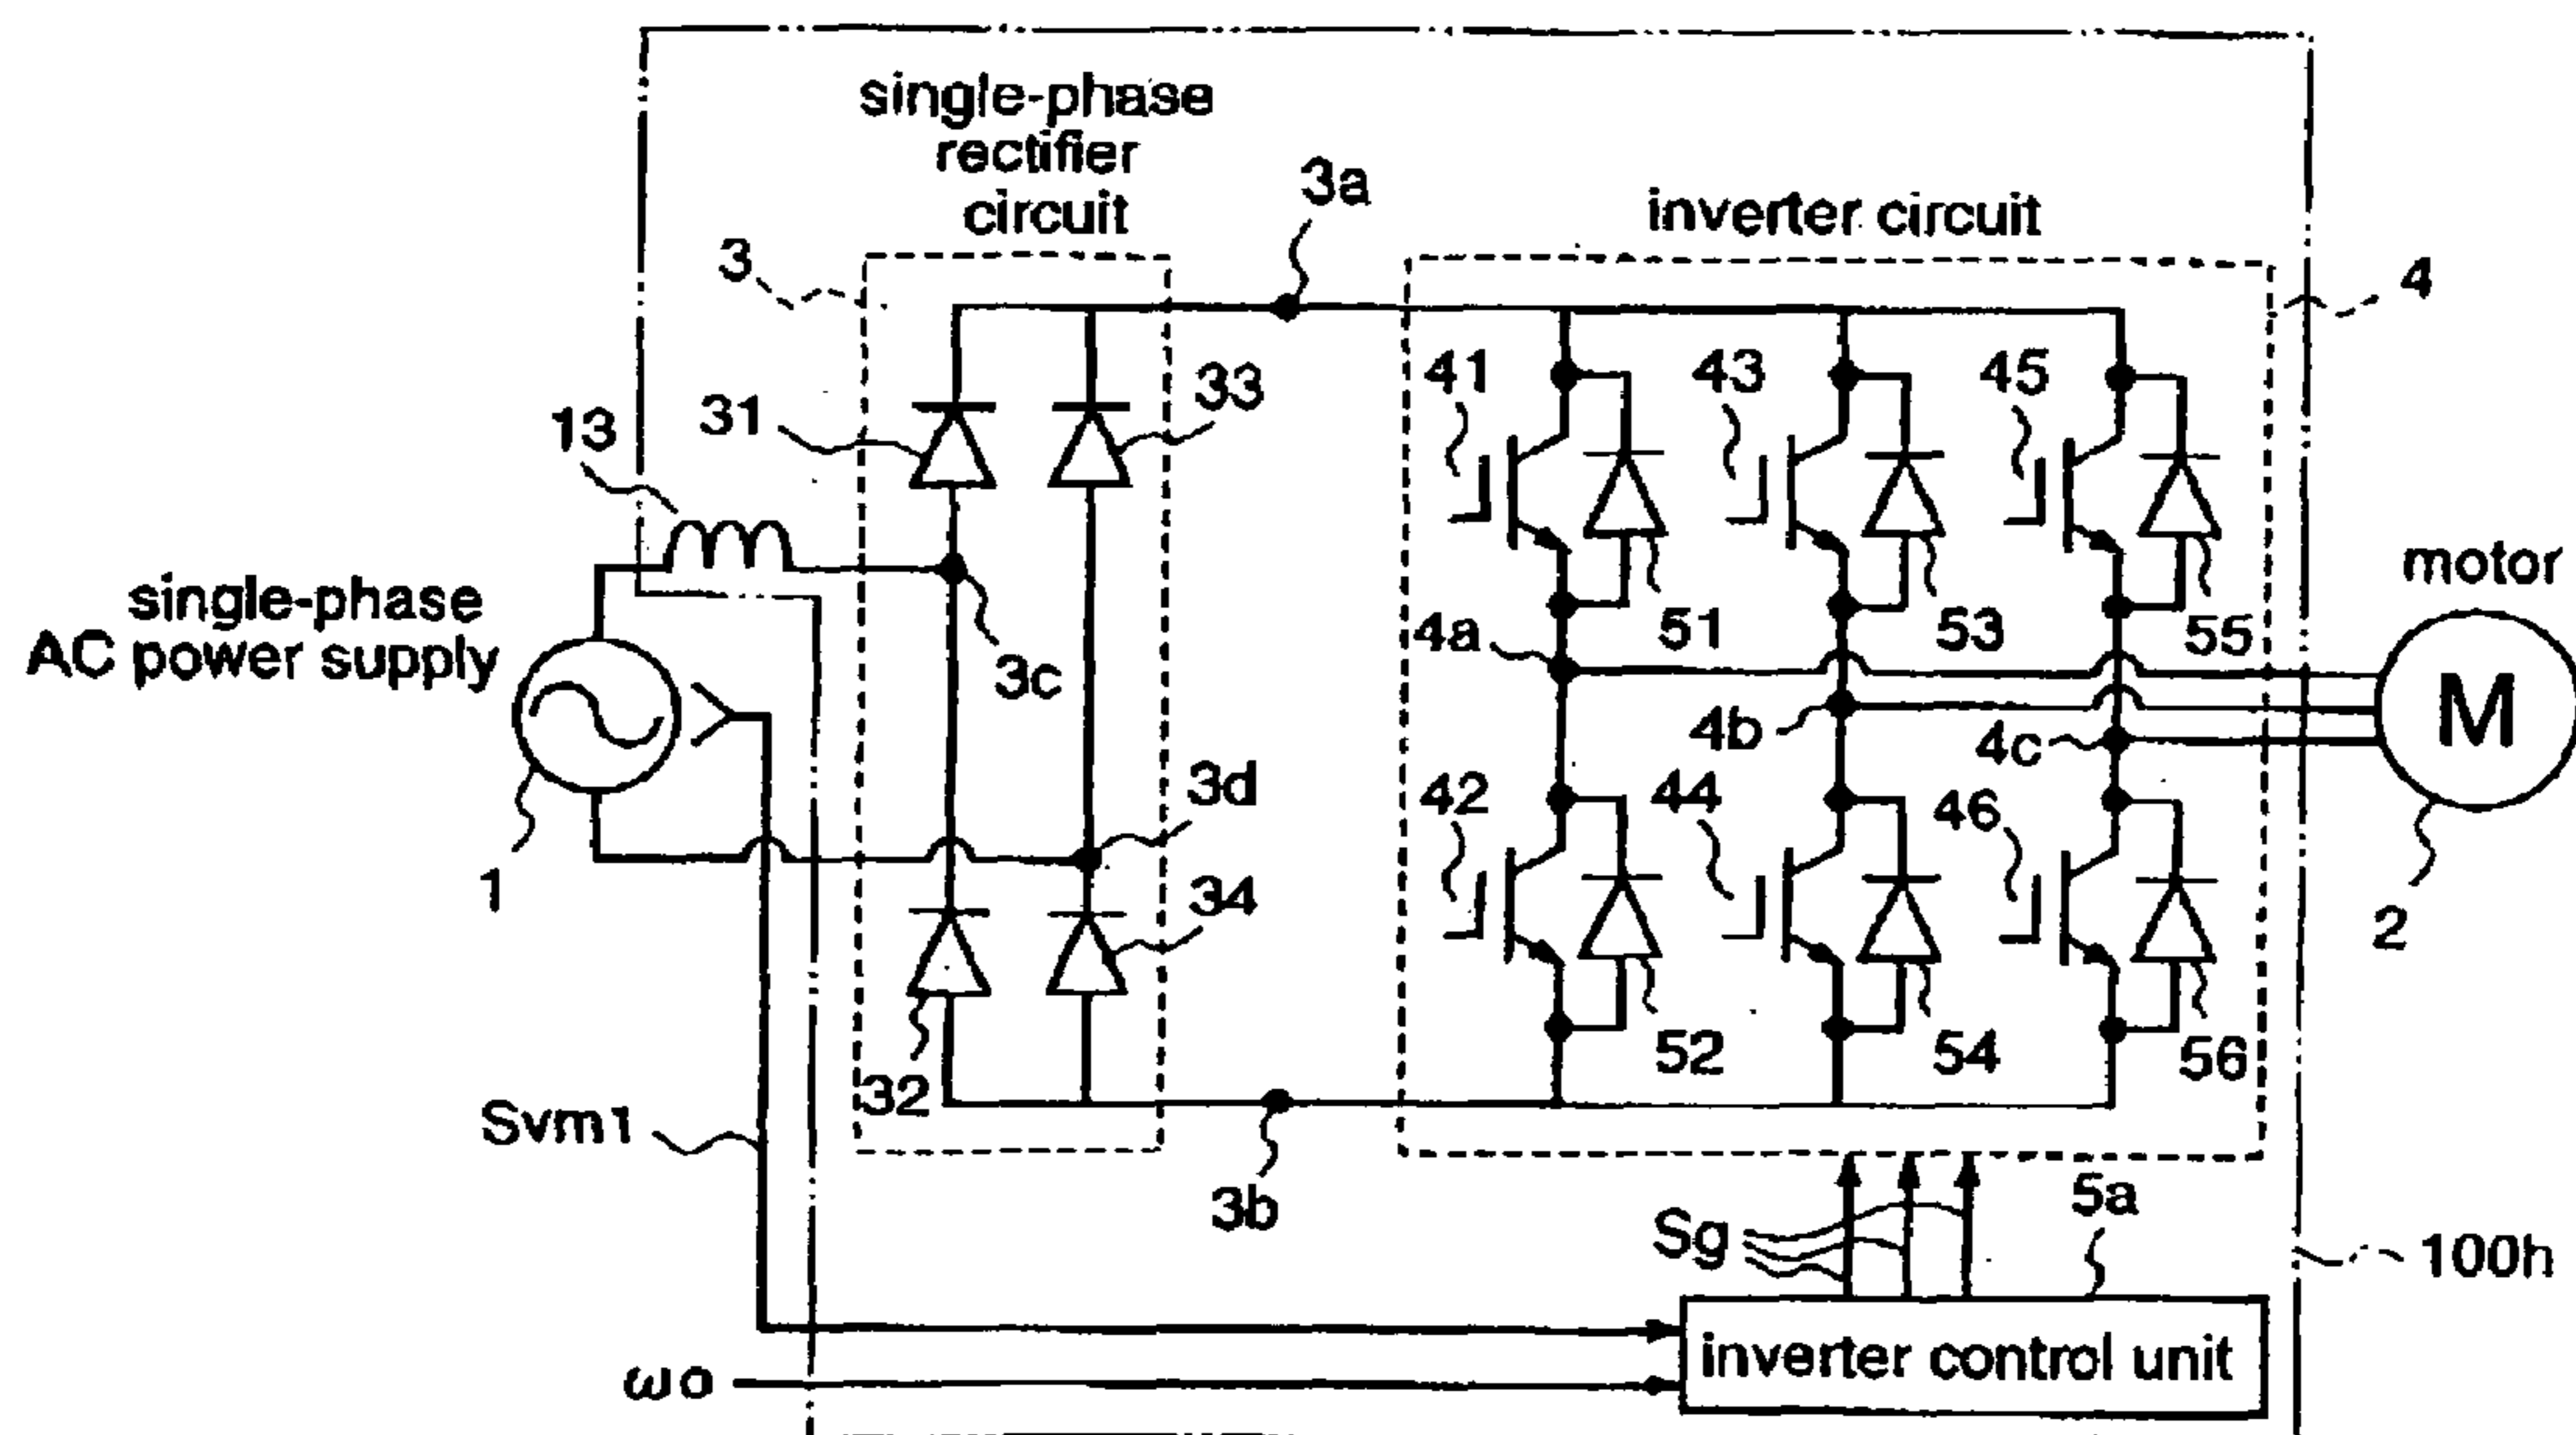 single-phase
rectifier
circuit
3a
inverter circuit
3
4
41
43
45
33
31
13
single-phase
AC power supply
motor
51
53
55
4a
3c
M
4b
4c
3d
42
44
46
34
1
2
52
54
56
32
Svm1
3b
5a
Sg
100h
inverter control unit
ωo